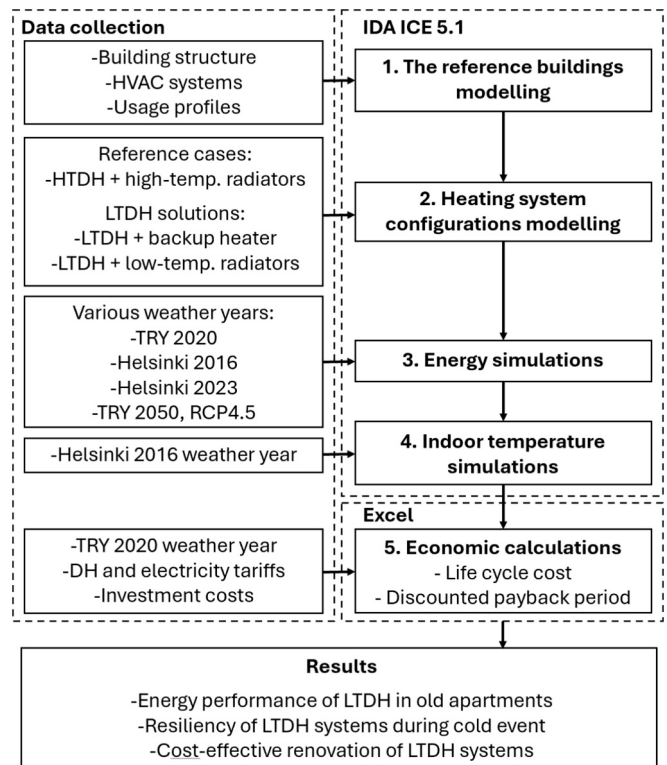 Data collection
-Building structure
-HVAC systems
-Usage profiles
Reference cases:
-HTDH + high-temp. radiators
LTDH solutions:
-LTDH + backup heater
-LTDH + low-temp. radiators
Various weather years:
-TRY 2020
-Helsinki 2016
-Helsinki 2023
-TRY 2050, RCP4.5
-Helsinki 2016 weather year
-TRY 2020 weather year
-DH and electricity tariffs
-Investment costs
IDA ICE 5.1
1. The reference buildings
modelling
2. Heating system
configurations modelling
3. Energy simulations
4. Indoor temperature
simulations
Excel
5. Economic calculations
- Life cycle cost
- Discounted payback period
Results
-Energy performance of LTDH in old apartments
-Resiliency of LTDH systems during cold event
-Cost-effective renovation of LTDH systems